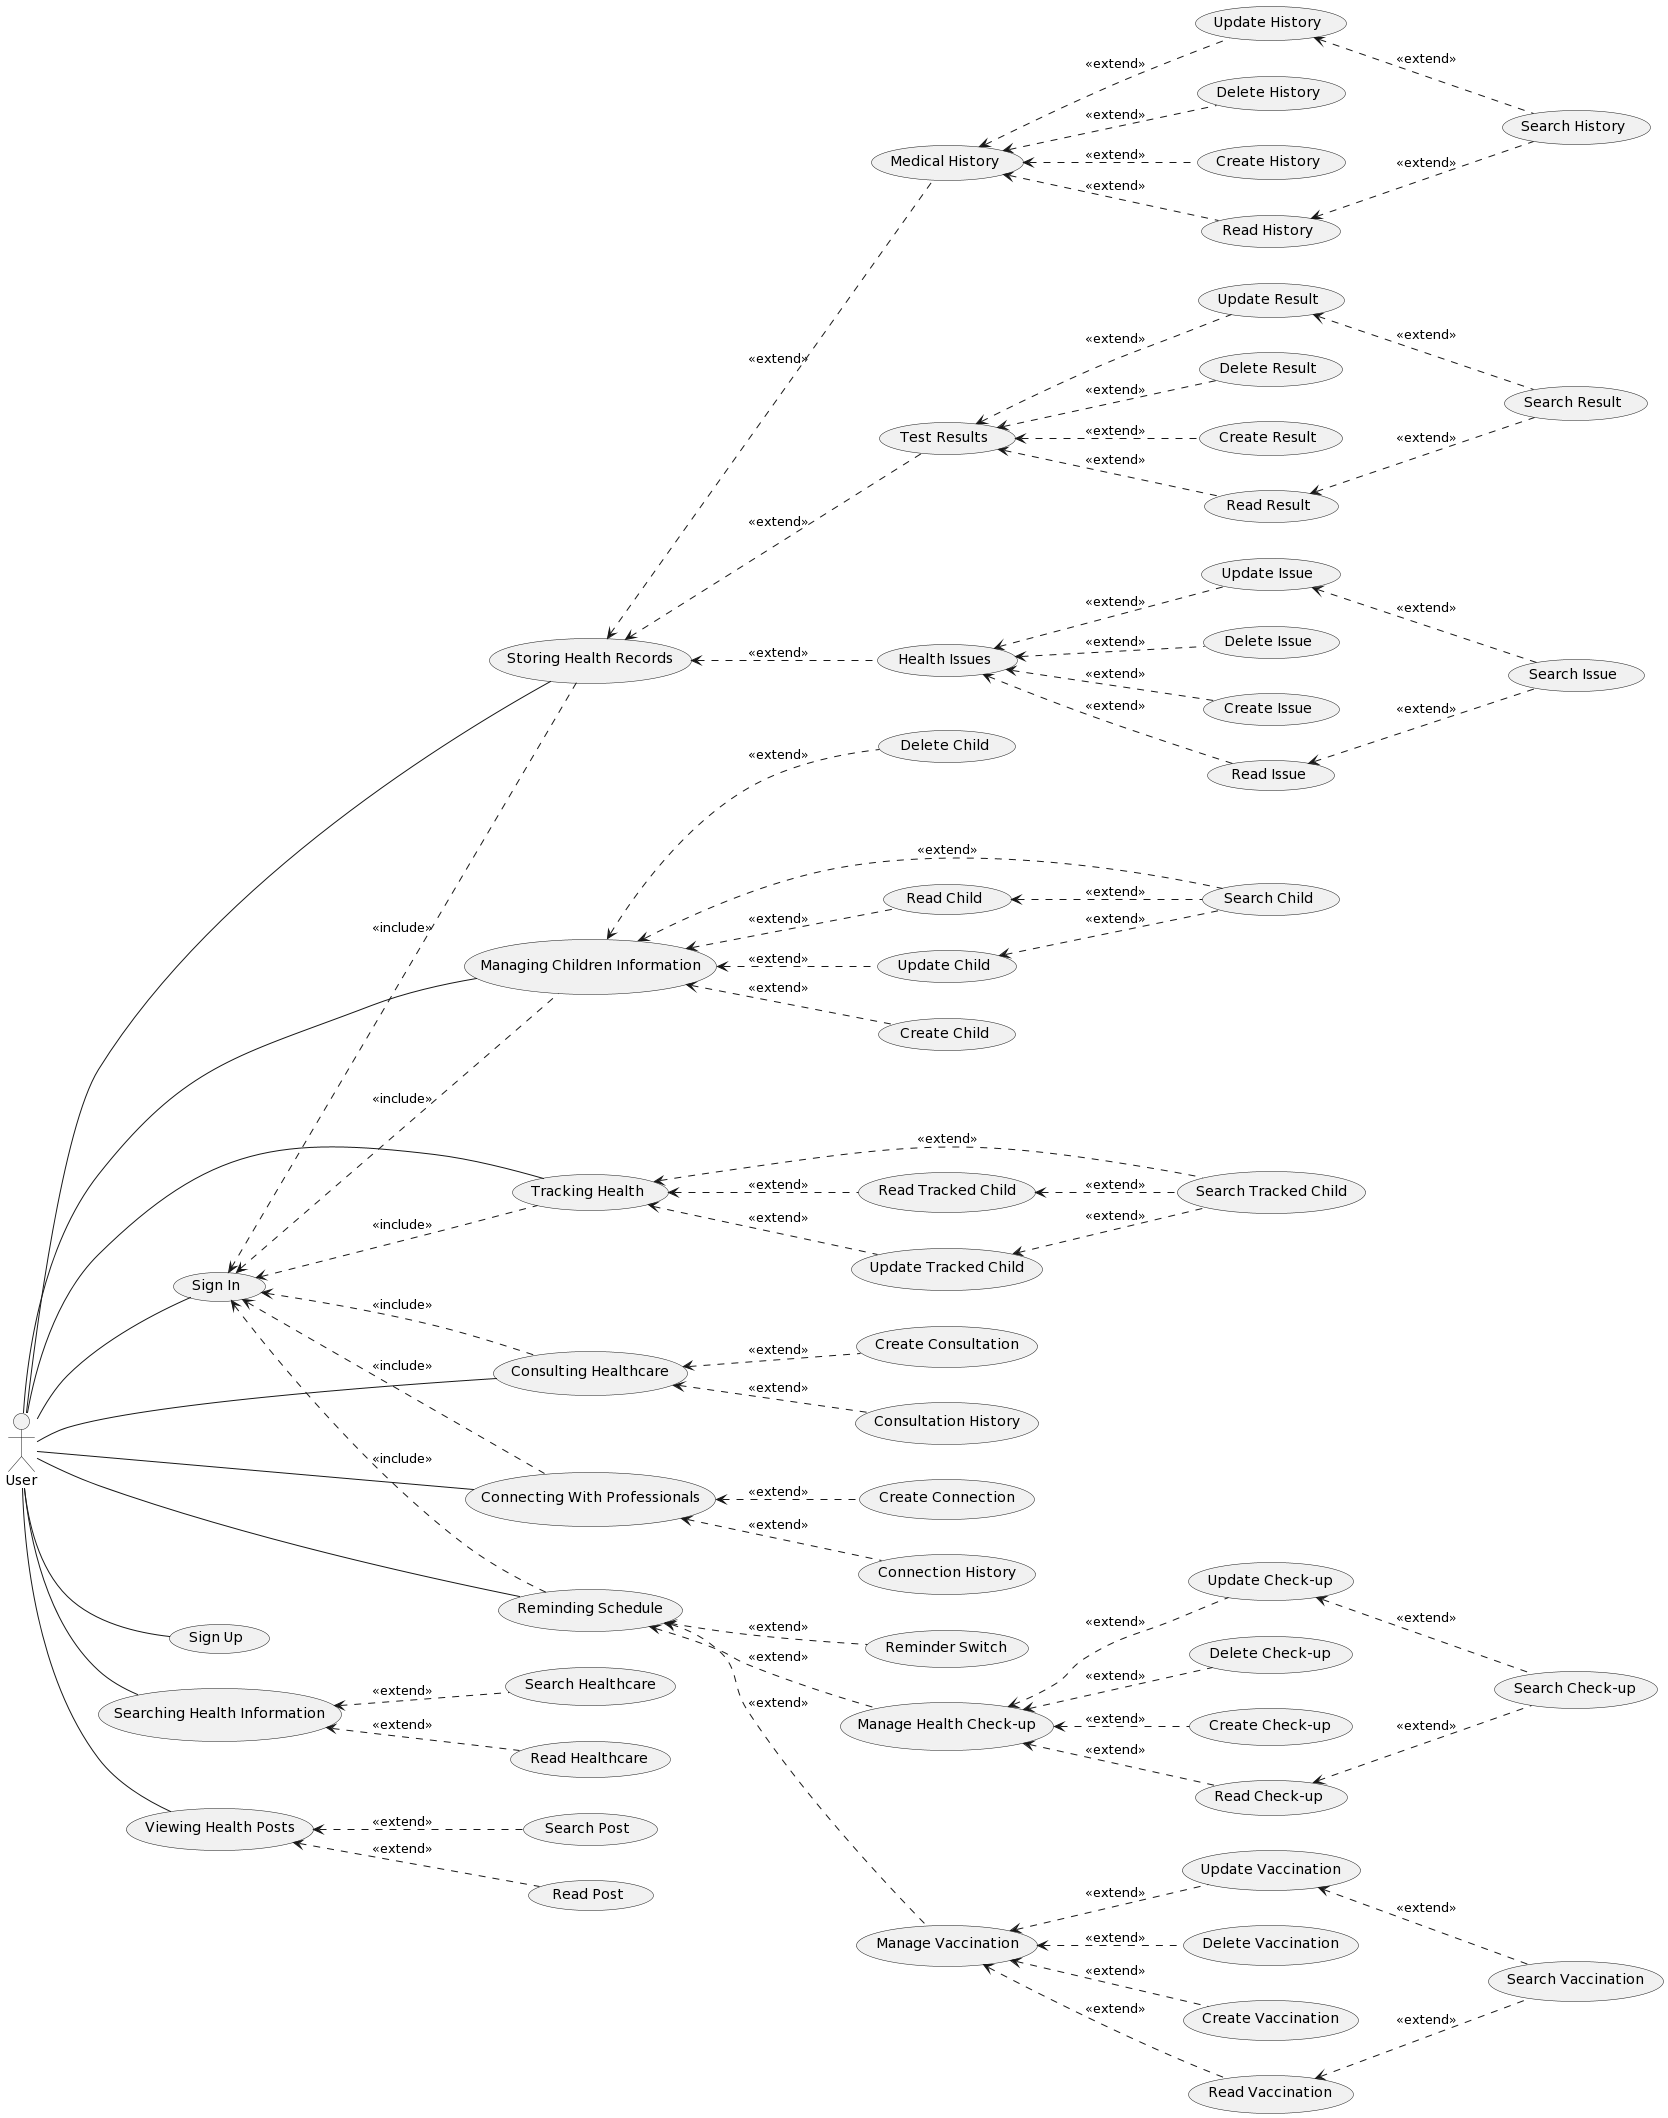 Update History
«extend»
«extend»
Delete History
«extend»
Search History
Medical History
«extend»
Create History
«extend»
«extend»
Read History
Update Result
«extend»
«extend»
«extend»
Delete Result
«extend»
Search Result
Test Results
«extend»
Create Result
«extend»
«extend»
Read Result
«extend»
Update Issue
«extend»
«extend»
Delete Issue
«extend»
Storing Health Records
«extend»
Health Issues
«extend»
Search Issue
Create Issue
«extend»
«extend»
Read Issue
«extend»
Delete Child
«extend»
Read Child
«extend»
Search Child
«extend»
«extend»
«include»
Managing Children Information
«extend»
Update Child
«extend»
Create Child
«include»
«extend»
Tracking Health
«extend»
Read Tracked Child
«extend»
Search Tracked Child
«include»
«extend»
«extend»
Update Tracked Child
Sign In
«include»
Consulting Healthcare
«extend»
Create Consultation
«include»
«extend»
Consultation History
User
«include»
Connecting With Professionals
«extend»
Create Connection
«extend»
Connection History
Update Check-up
Reminding Schedule
«extend»
«extend»
«extend»
Sign Up
Reminder Switch
«extend»
«extend»
Delete Check-up
Search Healthcare
«extend»
Search Check-up
Searching Health Information
«extend»
«extend»
Manage Health Check-up
«extend»
Create Check-up
«extend»
«extend»
Read Healthcare
«extend»
Read Check-up
Viewing Health Posts
«extend»
Search Post
«extend»
Read Post
Update Vaccination
«extend»
«extend»
Manage Vaccination
«extend»
Delete Vaccination
«extend»
Search Vaccination
Create Vaccination
«extend»
«extend»
Read Vaccination